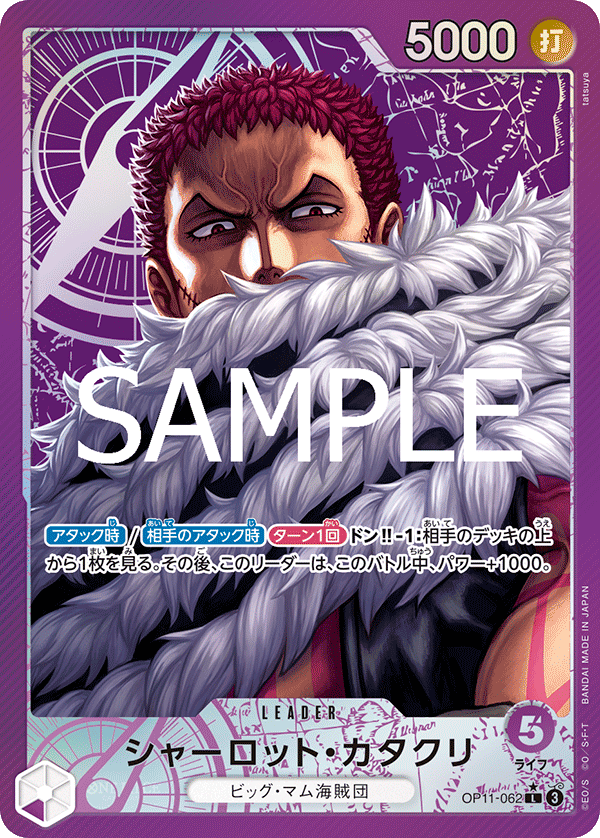 5000 打
tatsuya
SAMPLE
アタック時 / 相手のアタック時 ターン1回 ドン!!-1:相手のデッキの上
から1枚を見る。その後、このリーダーは、このバトル中、パワー+1000。
LEADER
シャーロット・カタクリ
ビッグ・マム海賊団
5
ライフ
OP11-062 L 3
©E.O/S ©O/S・F・T BANDAI MADE IN JAPAN